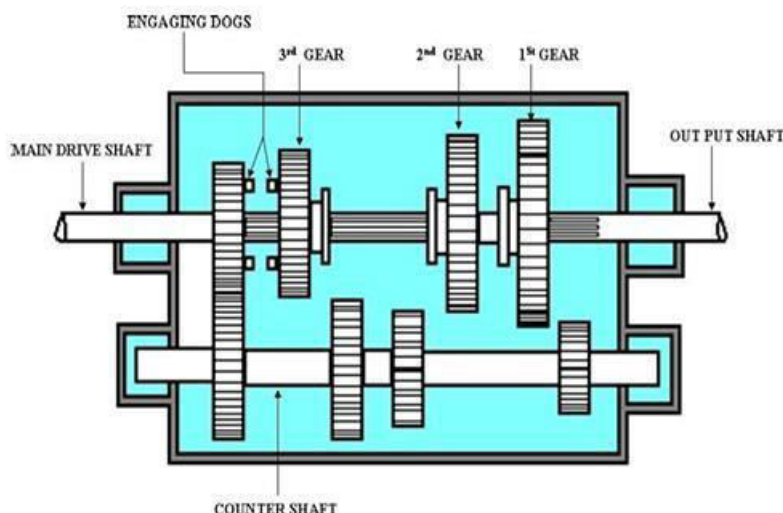 ENGAGING DOGS
3rd GEAR
2nd GEAR
1St GEAR
MAIN DRIVE SHAFT
OUT PUT SHAFT
COUNTER SHAFT